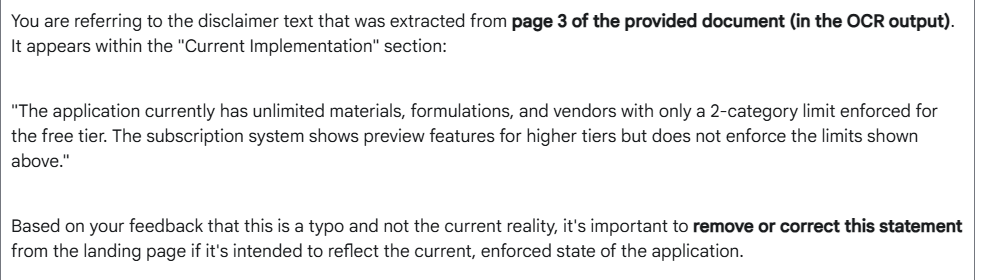 You are referring to the disclaimer text that was extracted from page 3 of the provided document (in the OCR output).
It appears within the "Current Implementation" section:
"The application currently has unlimited materials, formulations, and vendors with only a 2-category limit enforced for
the free tier. The subscription system shows preview features for higher tiers but does not enforce the limits shown
above."
Based on your feedback that this is a typo and not the current reality, it's important to remove or correct this statement
from the landing page if it's intended to reflect the current, enforced state of the application.